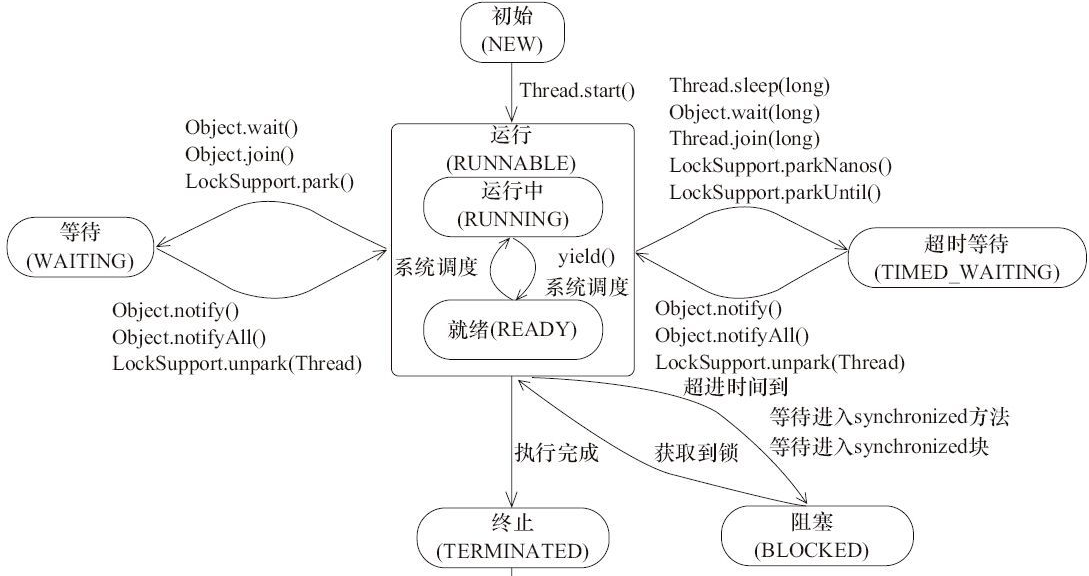 初始
(NEW)
Thread.start()
Thread.sleep(long)
Object.wait(long)
Thread.join(long)
LockSupport.parkNanos()
LockSupport.parkUntil()
Object.wait()
Object.join()
LockSupport.park()
运行
(RUNNABLE)
运行中
(RUNNING)
等待
(WAITING)
超时等待
(TIMED_WAITING)
系统调度
yield()
系统调度
就绪(READY)
Object.notify()
Object.notifyAll()
LockSupport.unpark(Thread)
Object.notify()
Object.notifyAll()
LockSupport.unpark(Thread)
超进时间到
等待进入synchronized方法
等待进入synchronized块
执行完成
获取到锁
终止
(TERMINATED)
阻塞
(BLOCKED)